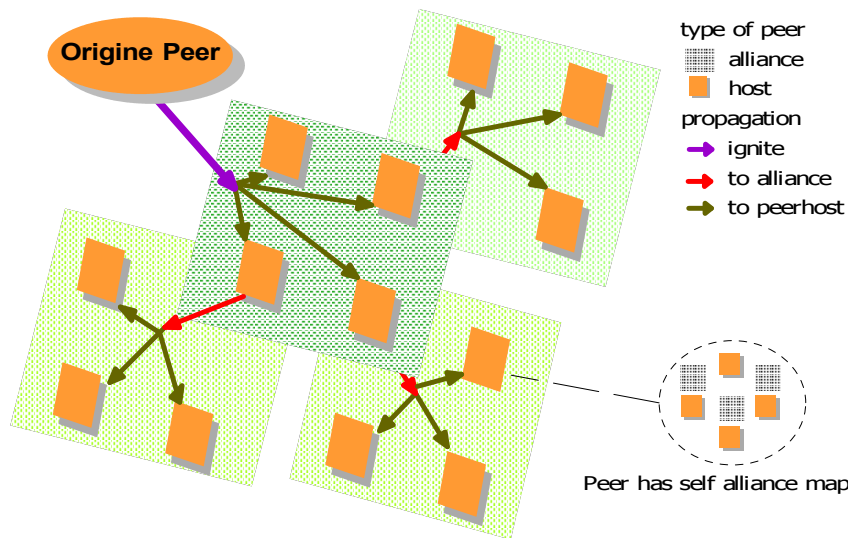 Origine Peer
type of peer
alliance
host
propagation
ignite
to alliance
to peerhost
Peer has self alliance map